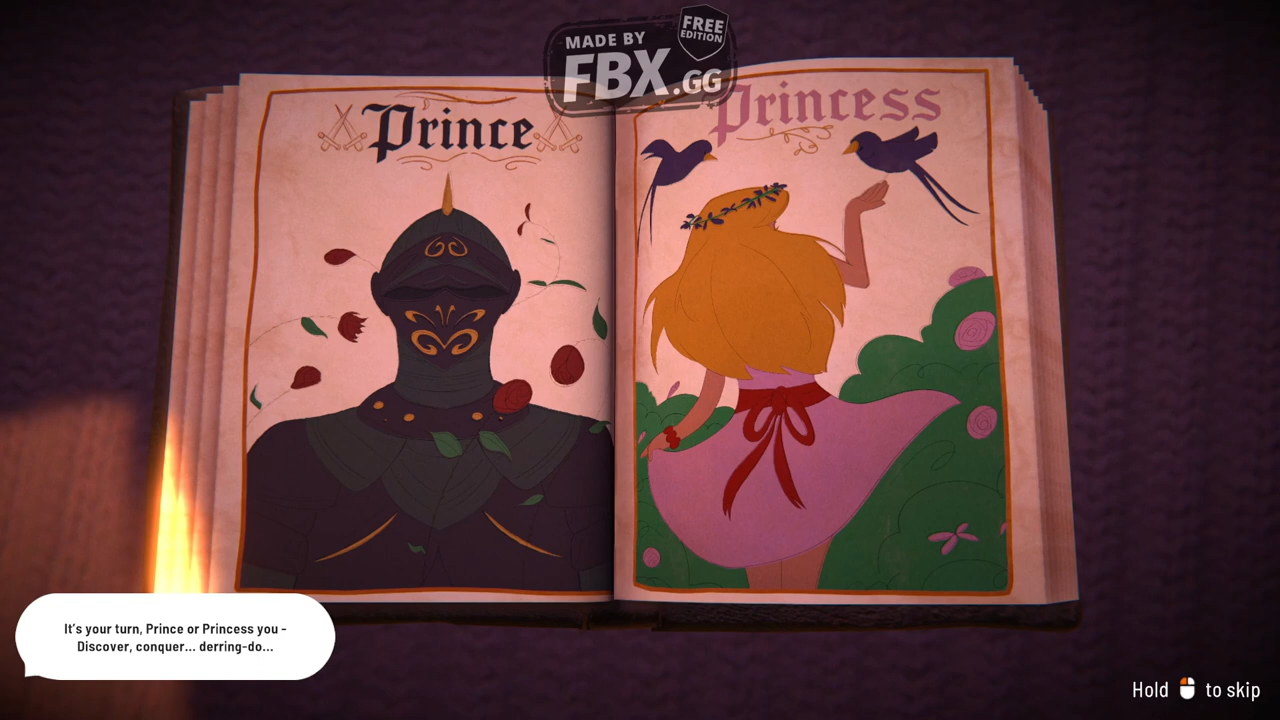 MADE BY
FREE
EDITION
FBX.GG
Prince
Princess
It's your turn, Prince or Princess you -
Discover, conquer... derring-do...
Hold to skip